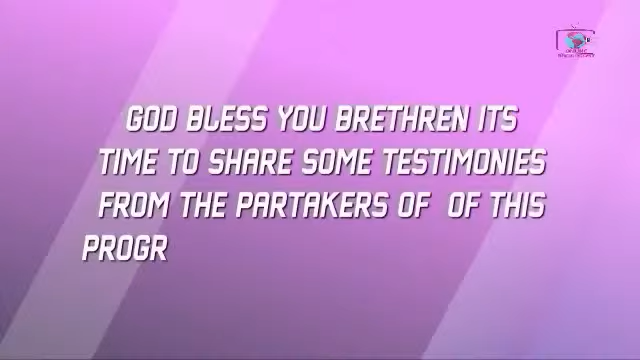 GOD BLESS YOU BRETHREN ITS
TIME TO SHARE SOME TESTIMONIES
FROM THE PARTAKERS OF OF THIS
PROGR